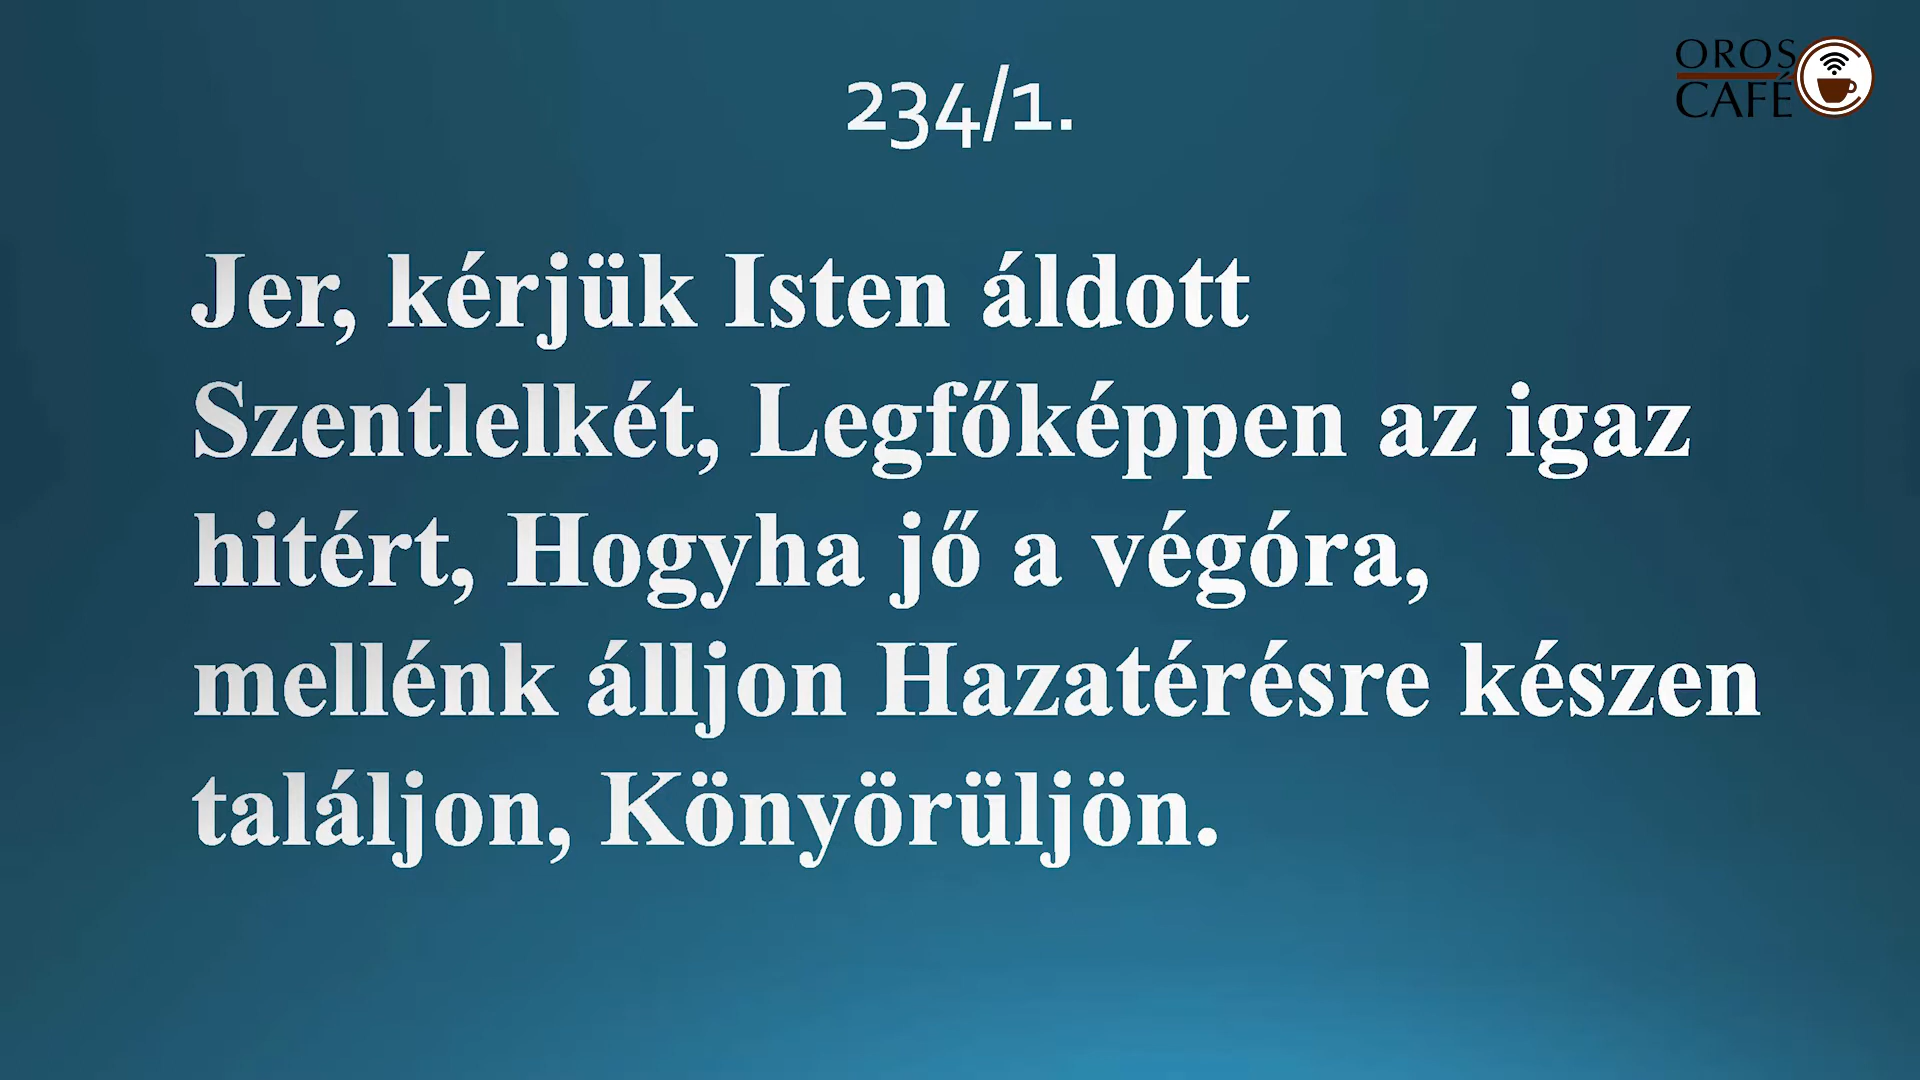 OROS
CAFÉ
234/1.
Jer, kérjük Isten áldott
Szentlelkét, Legfőképpen az igaz
hitért, Hogyha jő a végóra,
mellénk álljon Hazatérésre készen
találjon, Könyörüljön.